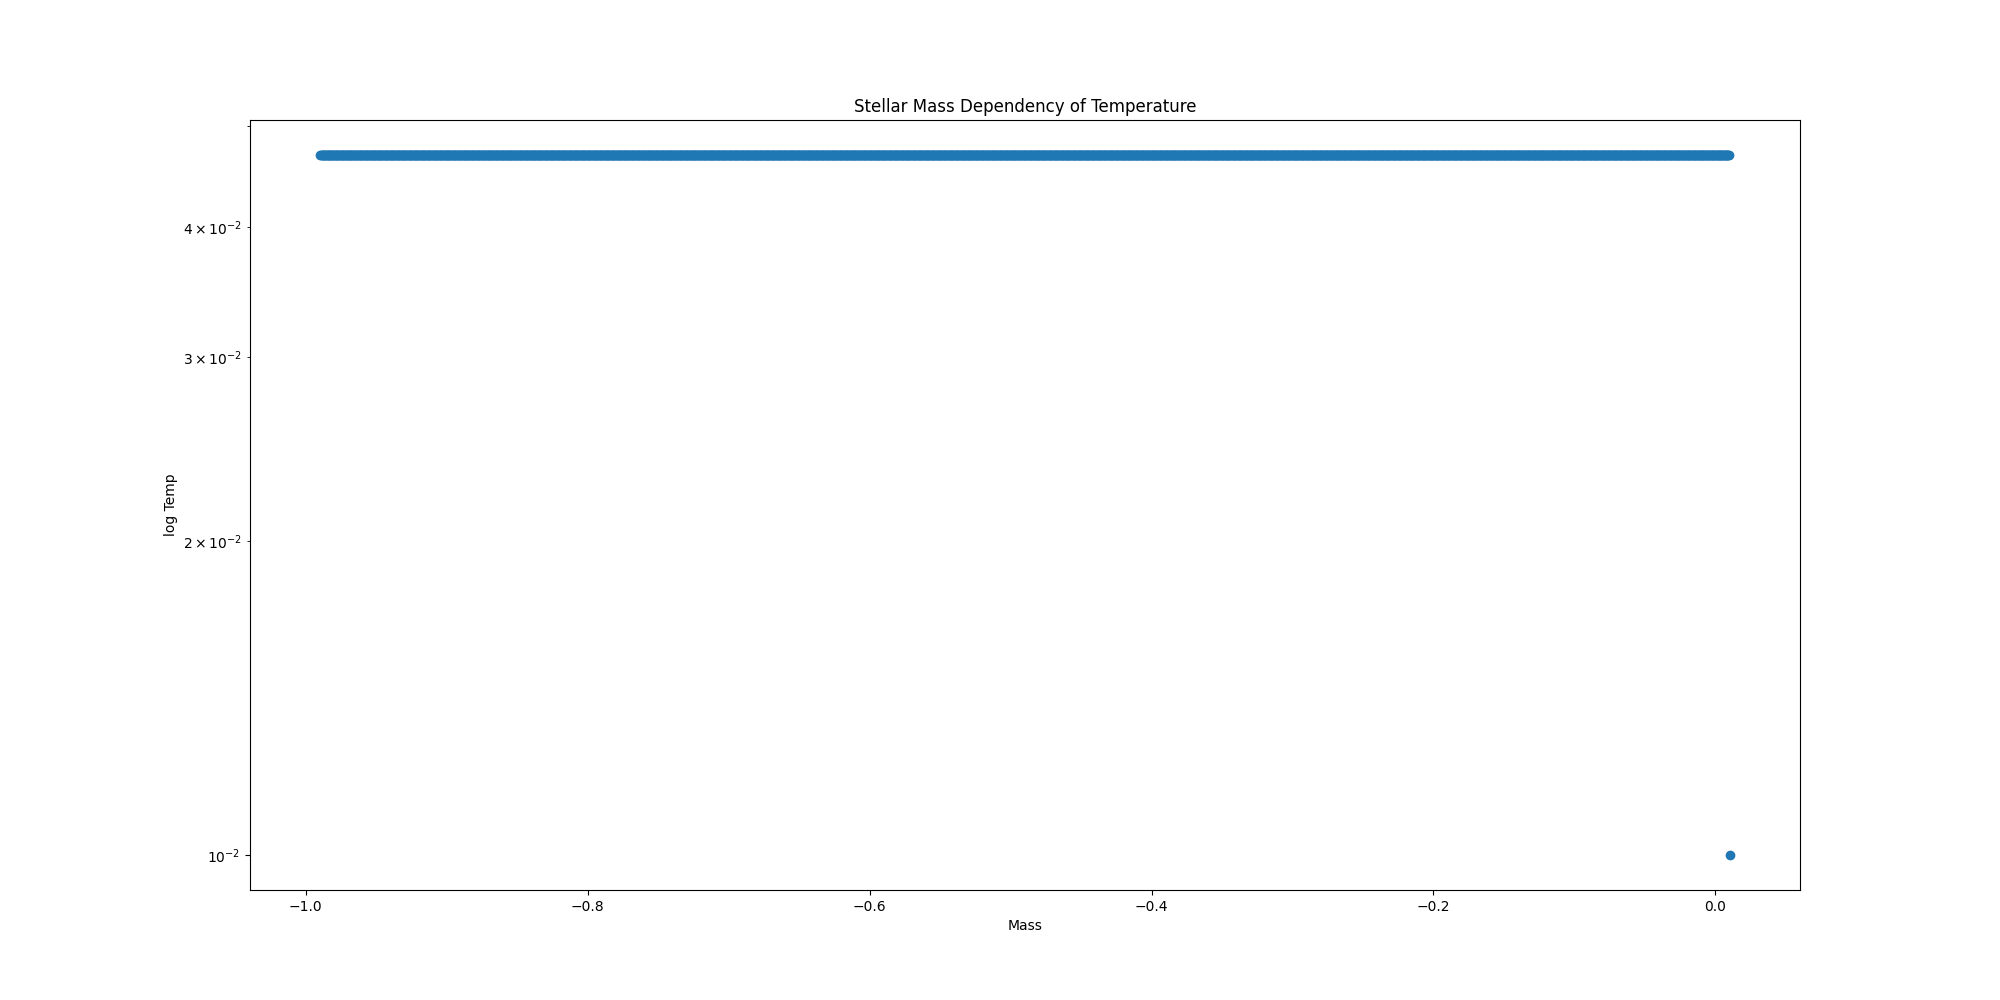 Stellar Mass Dependency of Temperature
4 × 10⁻²
3 × 10⁻²
log Temp
2 × 10⁻²
10⁻²
−1.0 −0.8 −0.6 −0.4 −0.2 0.0
Mass